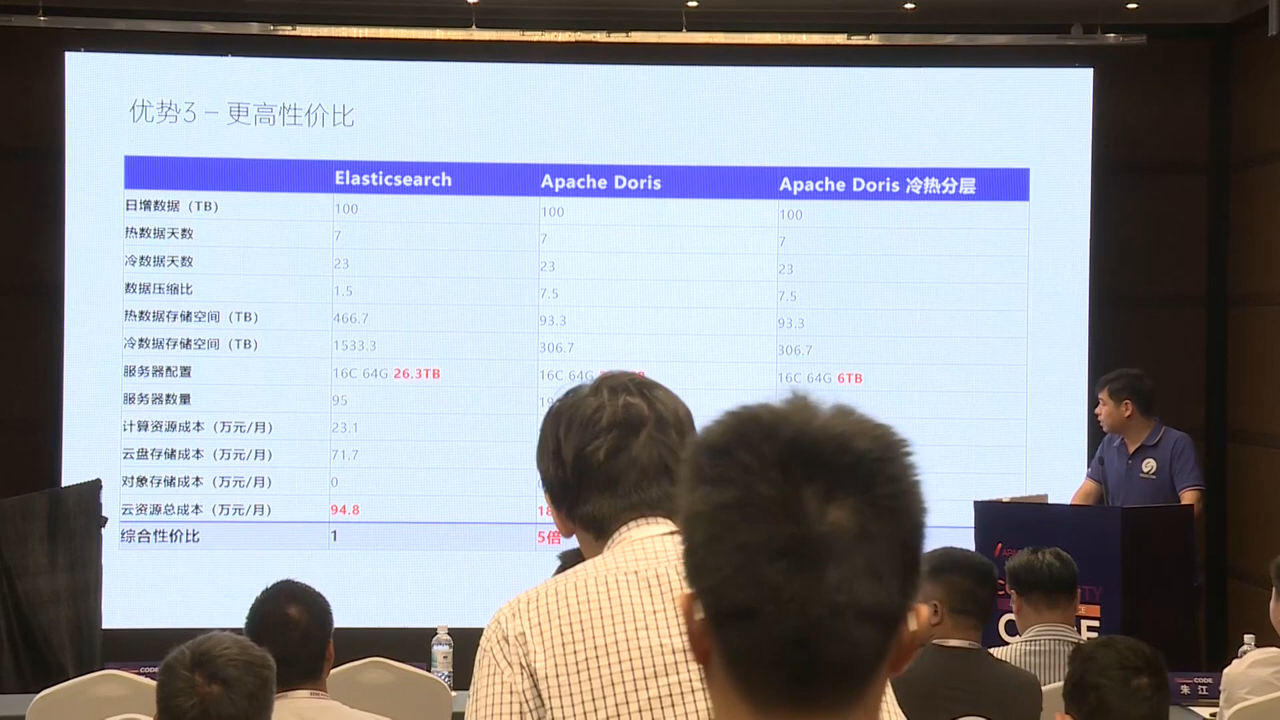 优势3 – 更高性价比
Elasticsearch Apache Doris Apache Doris 冷热分层
日增数据（TB） 100 100 100
热数据天数 7 7 7
冷数据天数 23 23 23
数据压缩比 1.5 7.5 7.5
热数据存储空间（TB） 466.7 93.3 93.3
冷数据存储空间（TB） 1533.3 306.7 306.7
服务器配置 16C 64G 26.3TB 16C 64G 16C 64G 6TB
服务器数量 95 19
计算资源成本（万元/月） 23.1
云盘存储成本（万元/月） 71.7
对象存储成本（万元/月） 0
云资源总成本（万元/月） 94.8 18
综合性价比 1 5倍
CODE
CODE
朱 江